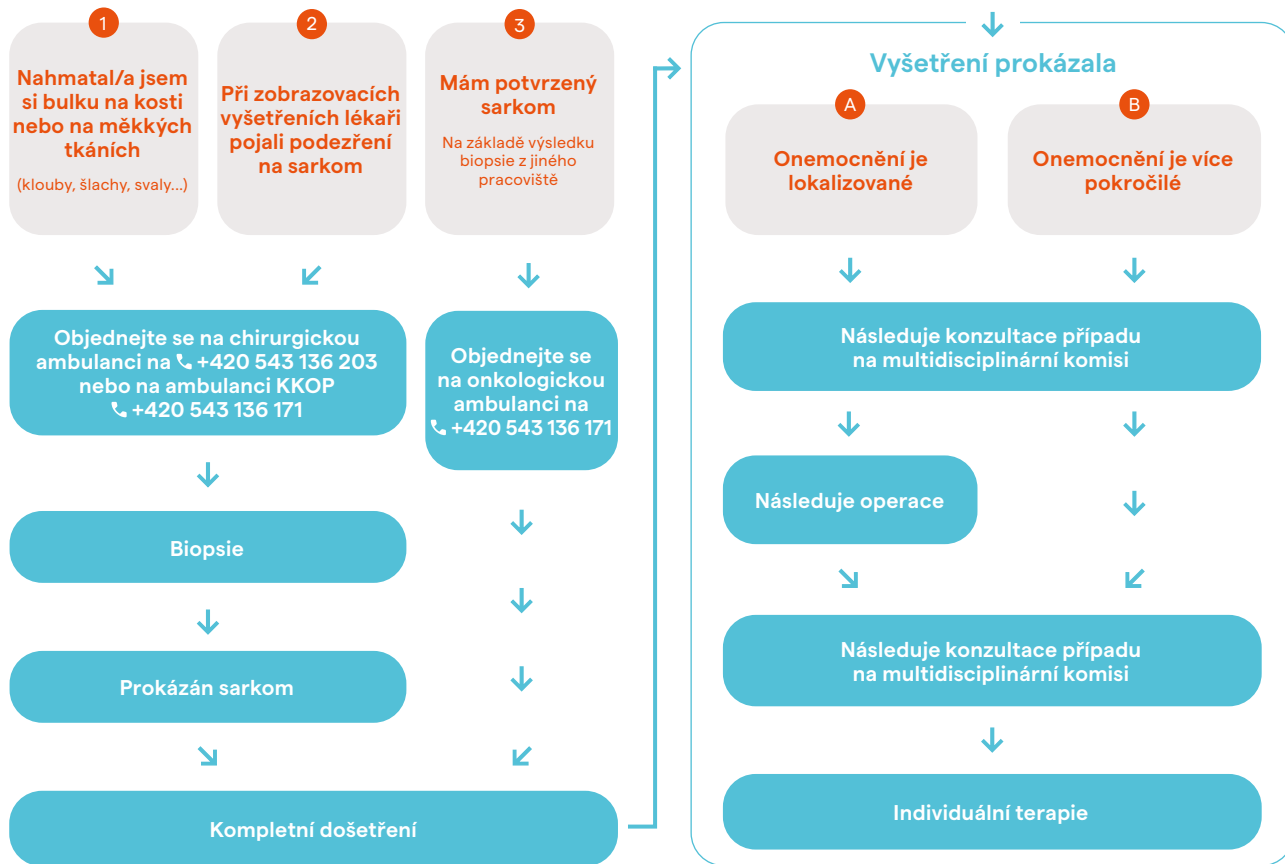 1
Nahmatal/a jsem
si bulku na kosti
nebo na měkkých
tkáních
(klouby, šlachy, svaly...)
2
Při zobrazovacích
vyšetřeních lékaři
pojali podezření
na sarkom
3
Mám potvrzený
sarkom
Na základě výsledku
biopsie z jiného
pracoviště
Objednejte se na chirurgickou
ambulanci na +420 543 136 203
nebo na ambulanci KKOP
+420 543 136 171
Objednejte se
na onkologickou
ambulanci na
+420 543 136 171
Biopsie
Prokázán sarkom
Kompletní došetření
Vyšetření prokázala
A
Onemocnění je
lokalizované
B
Onemocnění je více
pokročilé
Následuje konzultace případu
na multidisciplinární komisi
Následuje operace
Následuje konzultace případu
na multidisciplinární komisi
Individuální terapie